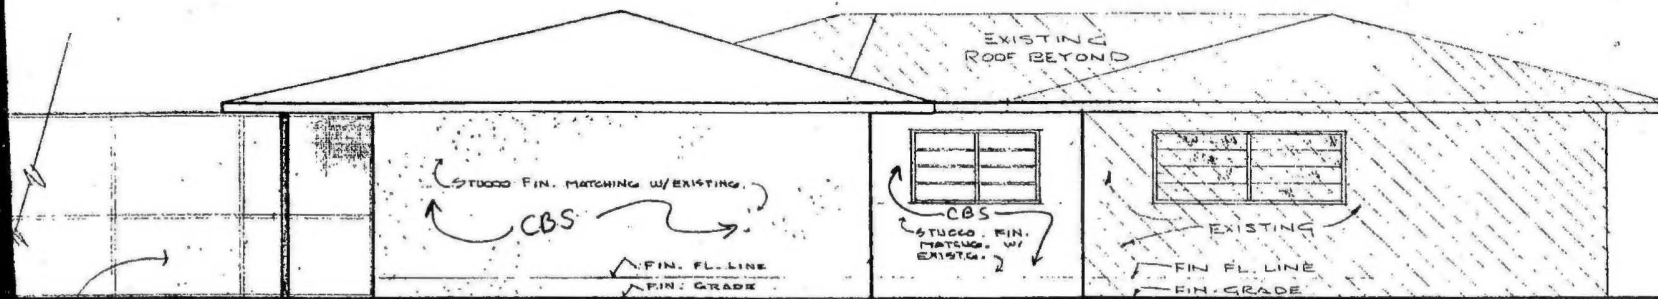 EXISTING
ROOF BEYOND
STUCCO FIN. MATCHING W/EXISTING.
CBS
FIN. FL. LINE
FIN. GRADE
CBS
STUCCO. FIN.
MATCHG. W/
EXISTG.
EXISTING
FIN FL. LINE
FIN. GRADE